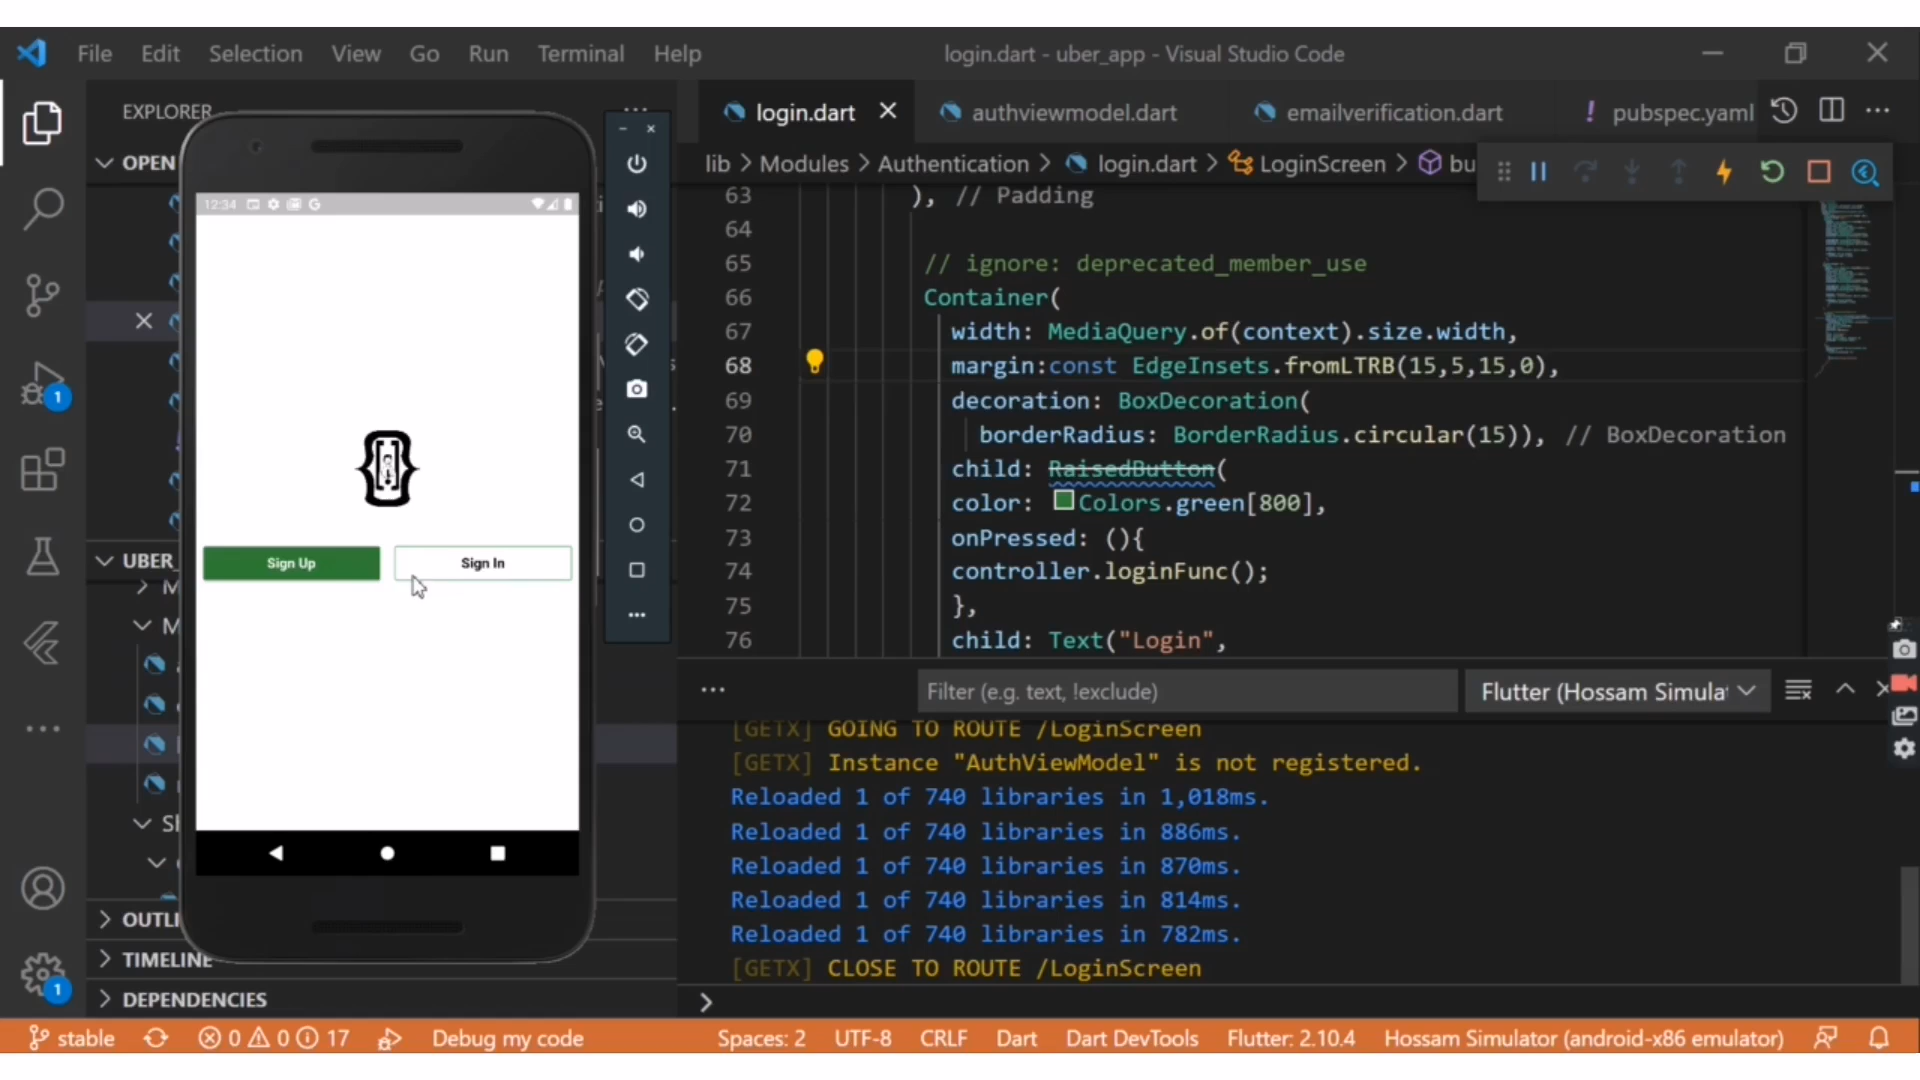 File Edit Selection View Go Run Terminal Help
login.dart - uber_app - Visual Studio Code
EXPLORER
OPEN
UBER_
OUTLI
TIMELINE
DEPENDENCIES
12:34
Sign Up
Sign In
login.dart
authviewmodel.dart
emailverification.dart
! pubspec.yaml
lib > Modules > Authentication > login.dart > LoginScreen > bu
63 ), // Padding
64
65 // ignore: deprecated_member_use
66 Container(
67 width: MediaQuery.of(context).size.width,
68 margin:const EdgeInsets.fromLTRB(15,5,15,0),
69 decoration: BoxDecoration(
70 borderRadius: BorderRadius.circular(15)), // BoxDecoration
71 child: RaisedButton(
72 color: Colors.green[800],
73 onPressed: (){
74 controller.loginFunc();
75 },
76 child: Text("Login",
Filter (e.g. text, !exclude)
Flutter (Hossam Simula
[GETX] GOING TO ROUTE /LoginScreen
[GETX] Instance "AuthViewModel" is not registered.
Reloaded 1 of 740 libraries in 1,018ms.
Reloaded 1 of 740 libraries in 886ms.
Reloaded 1 of 740 libraries in 870ms.
Reloaded 1 of 740 libraries in 814ms.
Reloaded 1 of 740 libraries in 782ms.
[GETX] CLOSE TO ROUTE /LoginScreen
1
1
stable 0 0 17 Debug my code Spaces: 2 UTF-8 CRLF Dart Dart DevTools Flutter: 2.10.4 Hossam Simulator (android-x86 emulator)